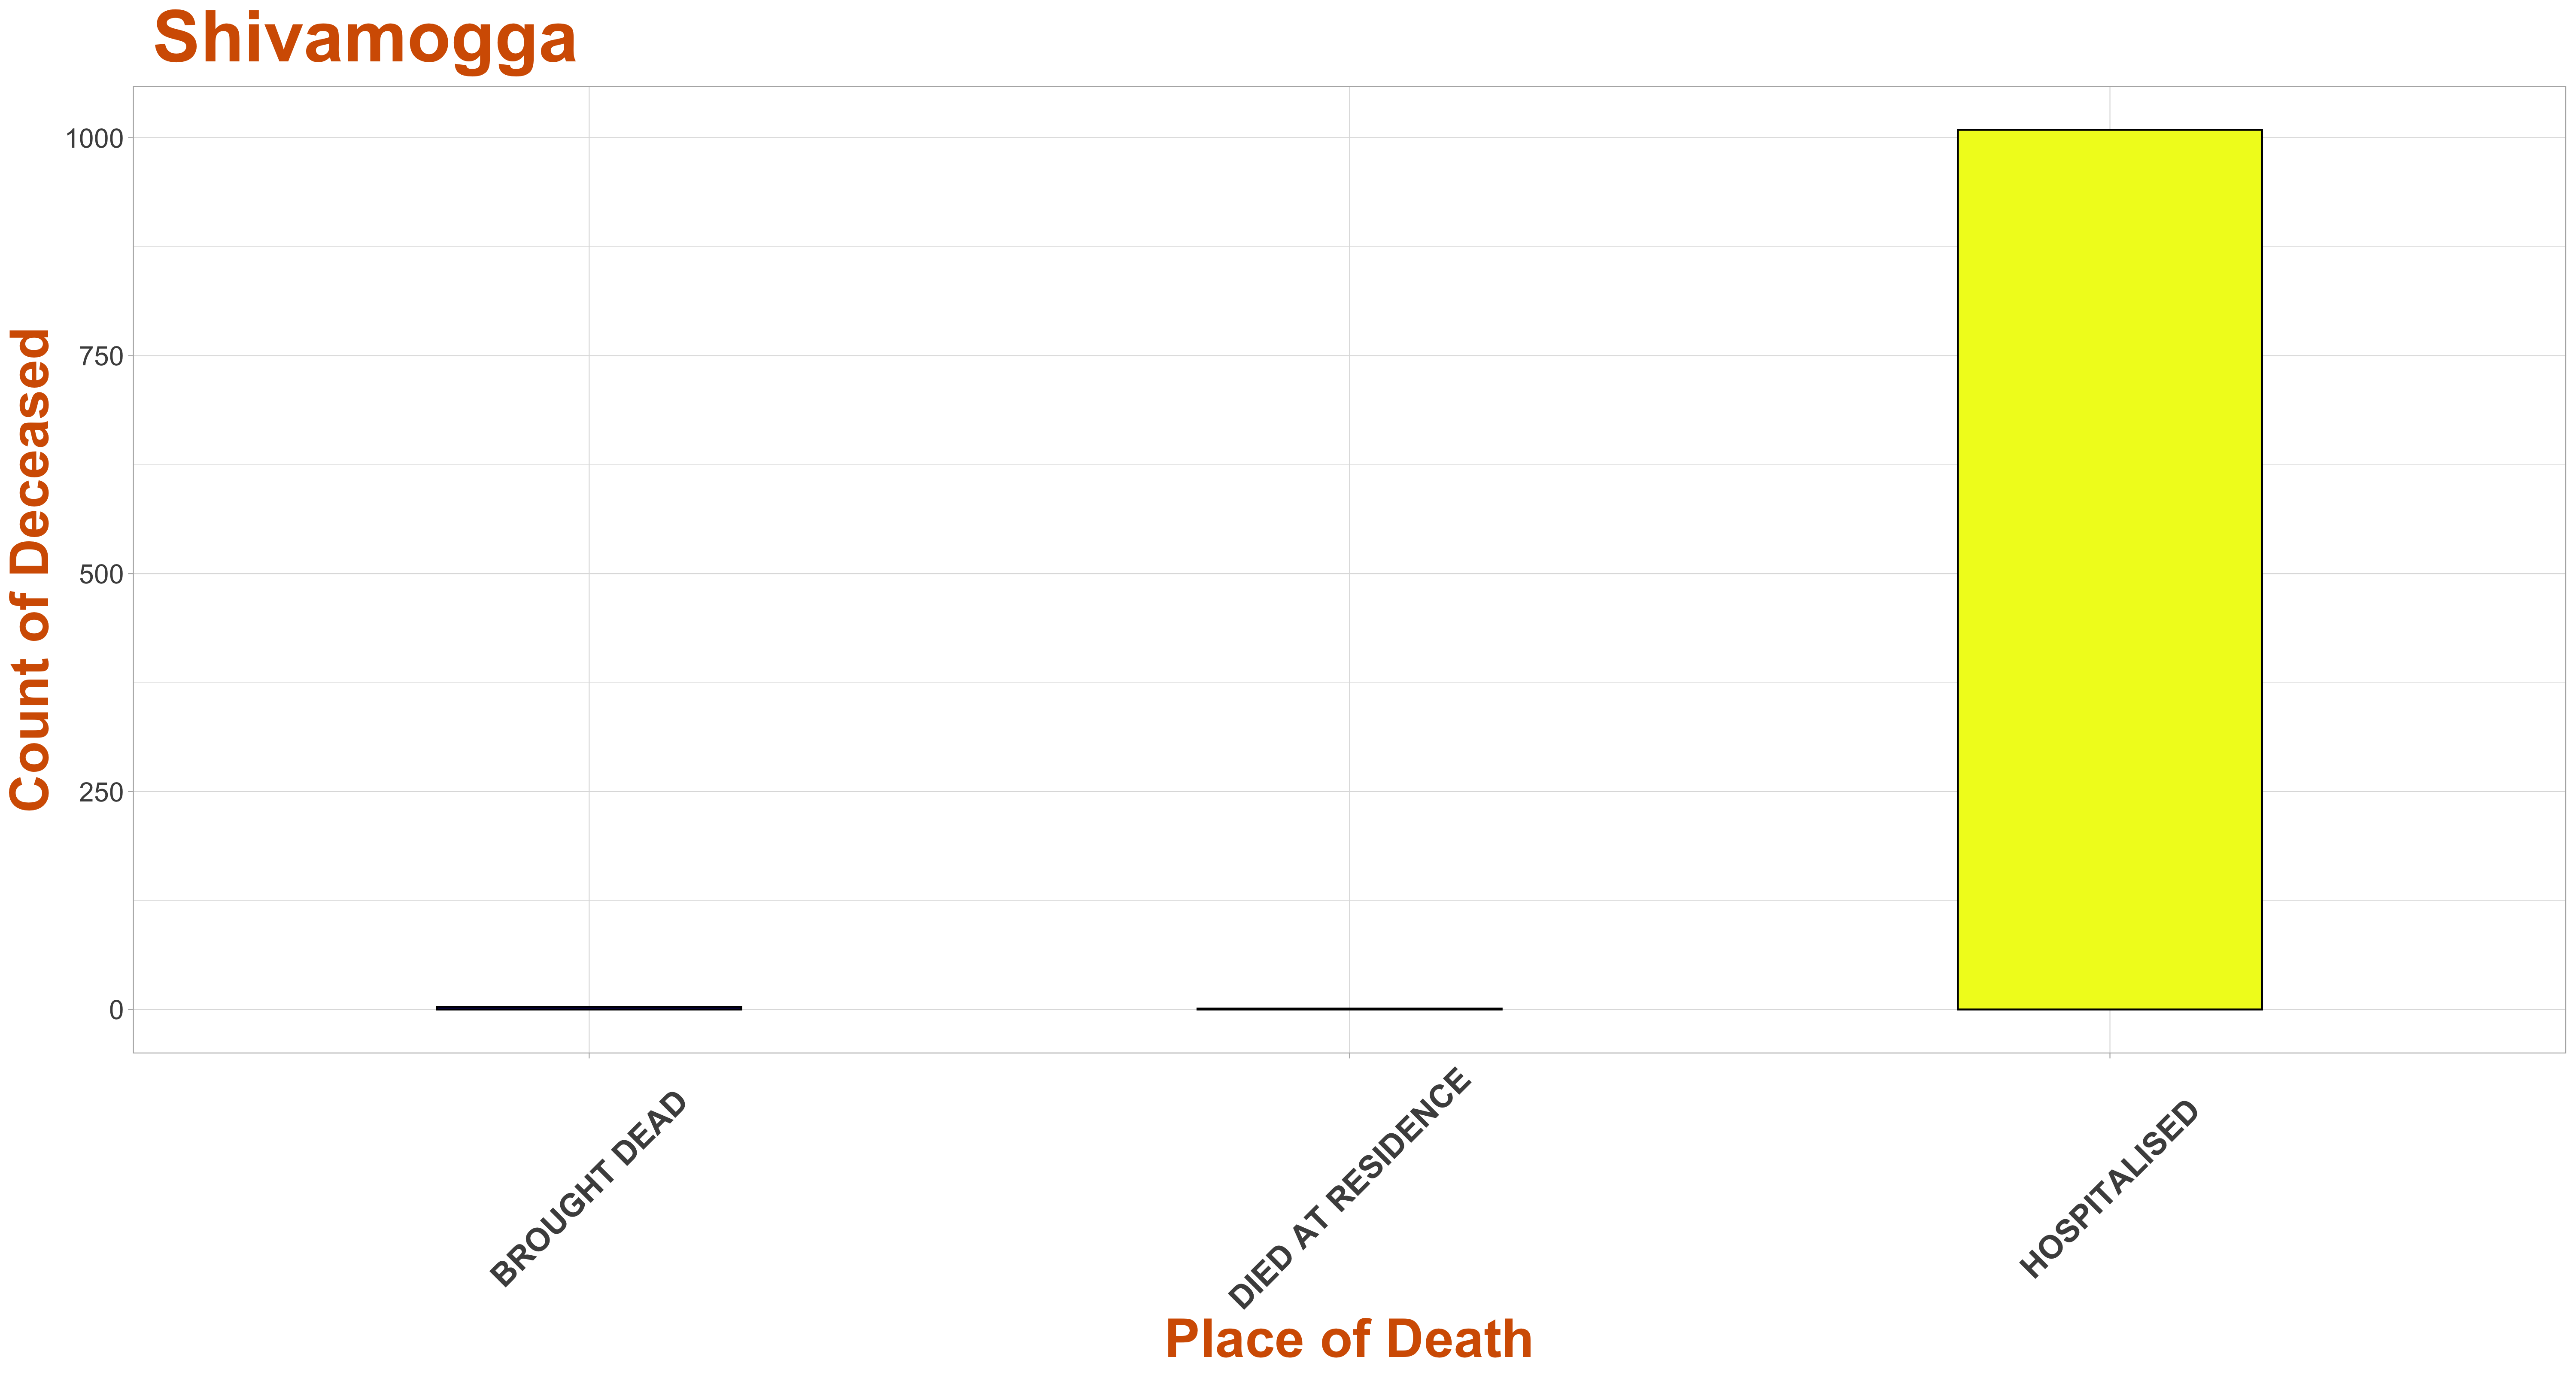 Shivamogga
Count of Deceased
1000
750
500
250
0
BROUGHT DEAD
DIED AT RESIDENCE
HOSPITALISED
Place of Death